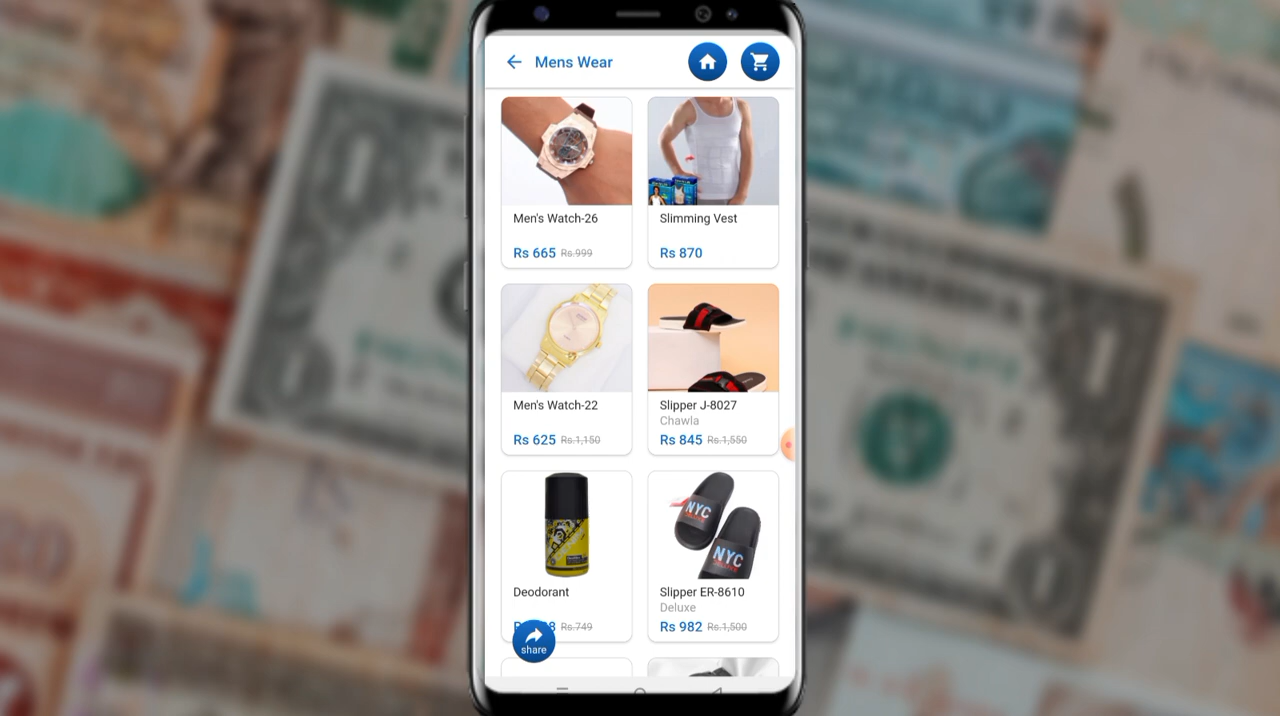 Mens Wear
Men's Watch-26
Rs 665 Rs.999
Slimming Vest
Rs 870
Men's Watch-22
Rs 625 Rs.1,150
Slipper J-8027
Chawla
Rs 845 Rs.1,550
NYC
NYC
Deodorant
Rs.749
share
Slipper ER-8610
Deluxe
Rs 982 Rs.1,500